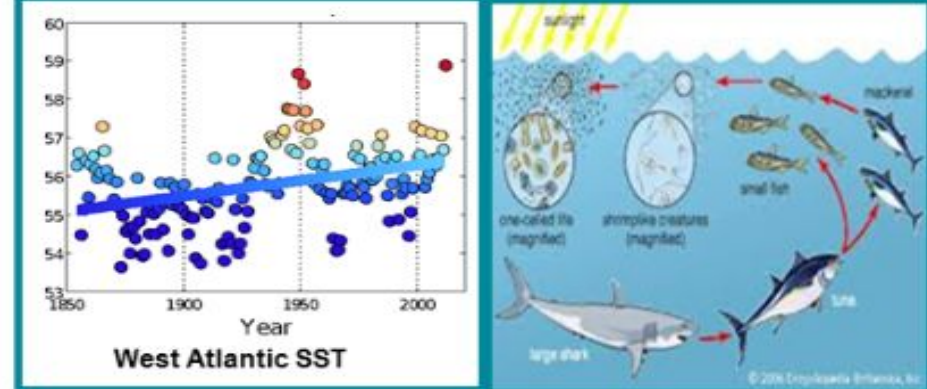 60
59
58
57
56
55
54
53
1850
1900
1950
2000
Year
West Atlantic SST
sunlight
mackerel
small fish
one-celled life
(magnified)
shrimplike creatures
(magnified)
tuna
large shark
© 2006 Encyclopædia Britannica, Inc.